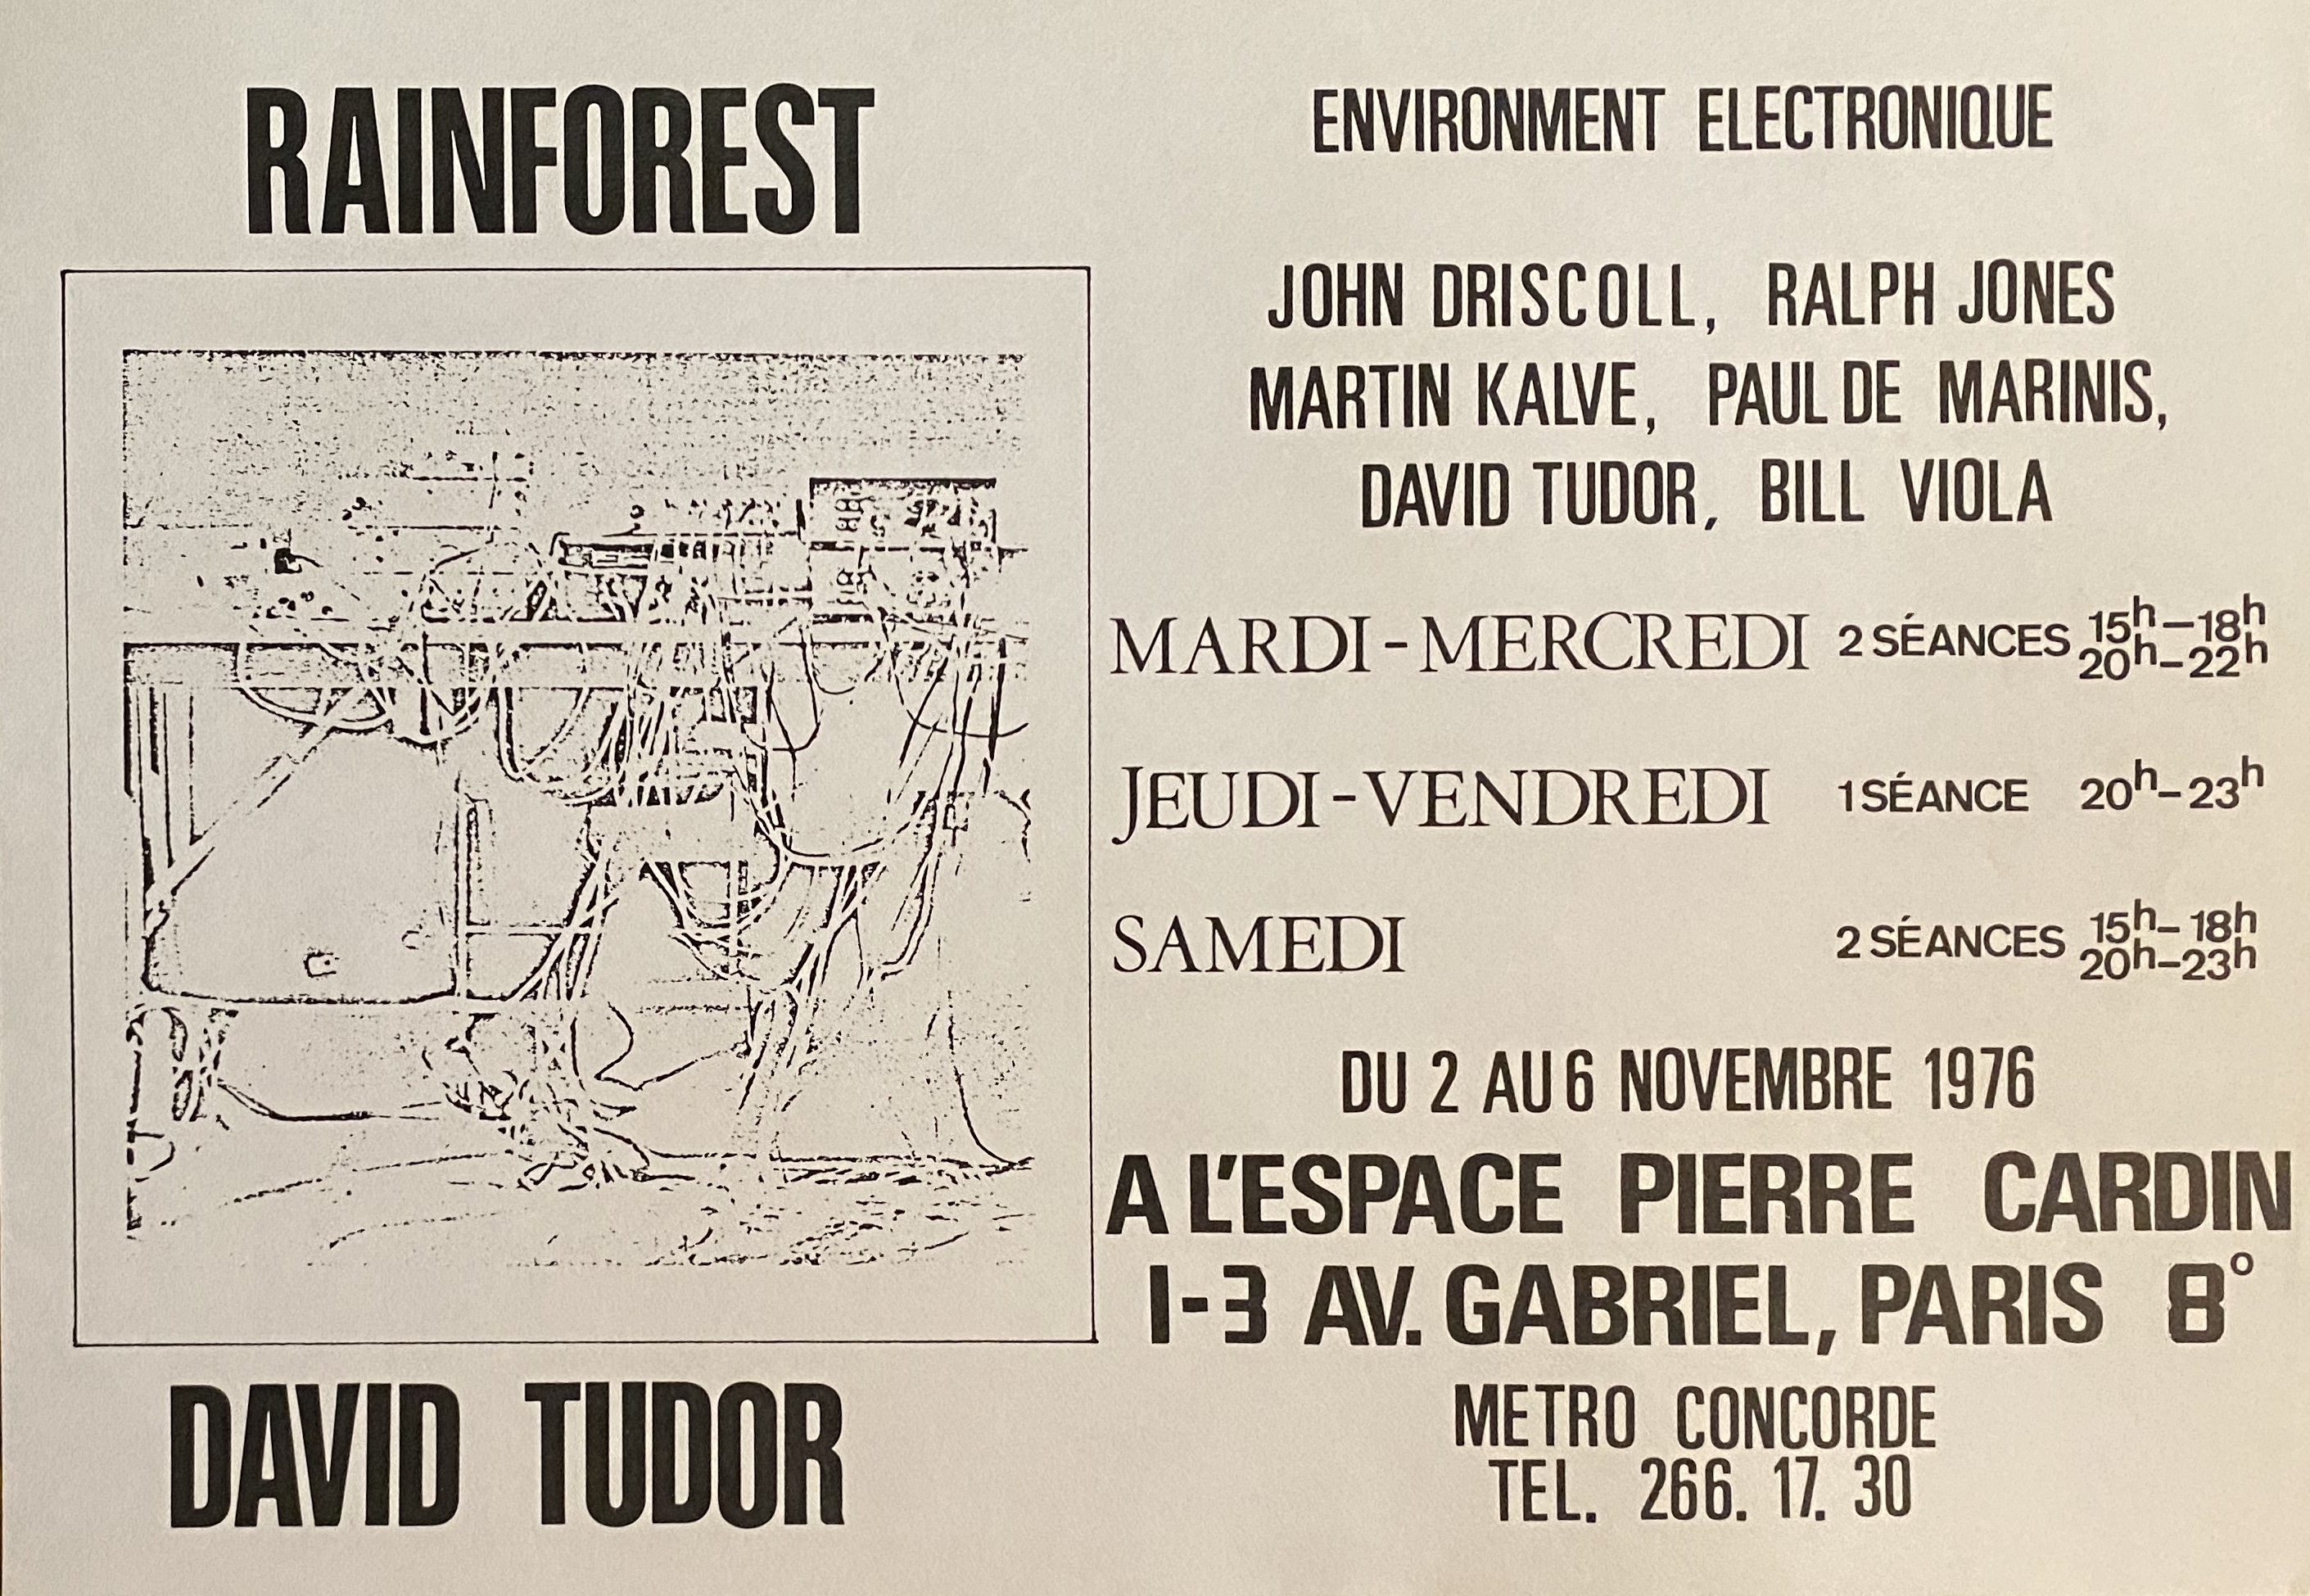 RAINFOREST
DAVID TUDOR
ENVIRONMENT ELECTRONIQUE
JOHN DRISCOLL, RALPH JONES
MARTIN KALVE, PAUL DE MARINIS,
DAVID TUDOR, BILL VIOLA
MARDI-MERCREDI 2 SÉANCES 15h–18h
20h–22h
JEUDI-VENDREDI 1 SÉANCE 20h–23h
SAMEDI 2 SÉANCES 15h–18h
20h–23h
DU 2 AU 6 NOVEMBRE 1976
A L'ESPACE PIERRE CARDIN
1-3 AV. GABRIEL, PARIS 8°
METRO CONCORDE
TEL. 266. 17. 30